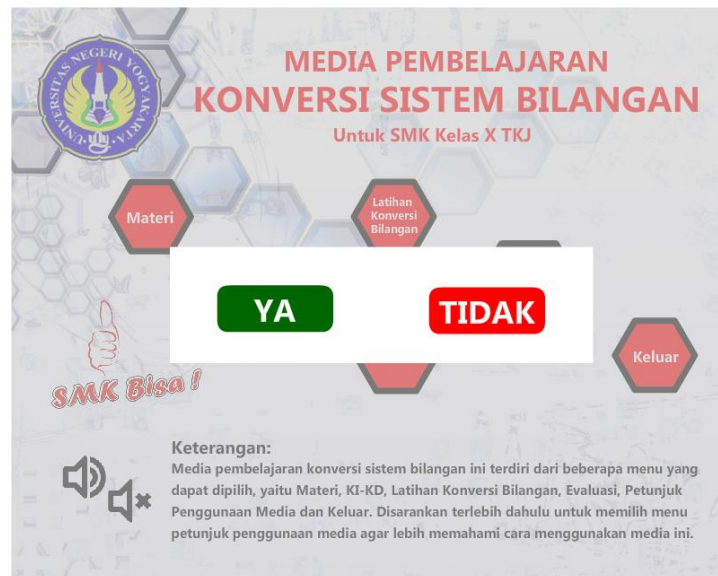 UNIVERSITAS NEGERI YOGYAKARTA
MEDIA PEMBELAJARAN
KONVERSI SISTEM BILANGAN
Untuk SMK Kelas X TKJ
Materi
Latihan
Konversi
Bilangan
YA
TIDAK
Keluar
SMK Bisa !
Keterangan:
Media pembelajaran konversi sistem bilangan ini terdiri dari beberapa menu yang
dapat dipilih, yaitu Materi, KI-KD, Latihan Konversi Bilangan, Evaluasi, Petunjuk
Penggunaan Media dan Keluar. Disarankan terlebih dahulu untuk memilih menu
petunjuk penggunaan media agar lebih memahami cara menggunakan media ini.